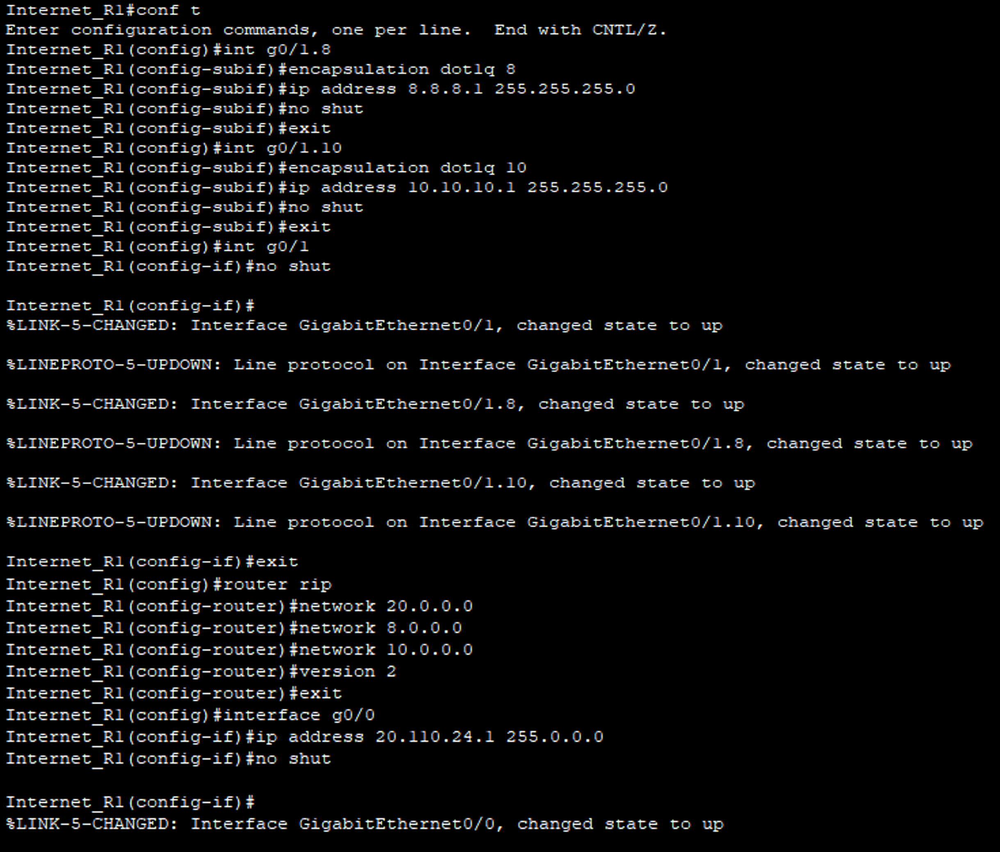 Internet_R1#conf t
Enter configuration commands, one per line.  End with CNTL/Z.
Internet_R1(config)#int g0/1.8
Internet_R1(config-subif)#encapsulation dot1q 8
Internet_R1(config-subif)#ip address 8.8.8.1 255.255.255.0
Internet_R1(config-subif)#no shut
Internet_R1(config-subif)#exit
Internet_R1(config)#int g0/1.10
Internet_R1(config-subif)#encapsulation dot1q 10
Internet_R1(config-subif)#ip address 10.10.10.1 255.255.255.0
Internet_R1(config-subif)#no shut
Internet_R1(config-subif)#exit
Internet_R1(config)#int g0/1
Internet_R1(config-if)#no shut
Internet_R1(config-if)#
%LINK-5-CHANGED: Interface GigabitEthernet0/1, changed state to up
%LINEPROTO-5-UPDOWN: Line protocol on Interface GigabitEthernet0/1, changed state to up
%LINK-5-CHANGED: Interface GigabitEthernet0/1.8, changed state to up
%LINEPROTO-5-UPDOWN: Line protocol on Interface GigabitEthernet0/1.8, changed state to up
%LINK-5-CHANGED: Interface GigabitEthernet0/1.10, changed state to up
%LINEPROTO-5-UPDOWN: Line protocol on Interface GigabitEthernet0/1.10, changed state to up
Internet_R1(config-if)#exit
Internet_R1(config)#router rip
Internet_R1(config-router)#network 20.0.0.0
Internet_R1(config-router)#network 8.0.0.0
Internet_R1(config-router)#network 10.0.0.0
Internet_R1(config-router)#version 2
Internet_R1(config-router)#exit
Internet_R1(config)#interface g0/0
Internet_R1(config-if)#ip address 20.110.24.1 255.0.0.0
Internet_R1(config-if)#no shut
Internet_R1(config-if)#
%LINK-5-CHANGED: Interface GigabitEthernet0/0, changed state to up